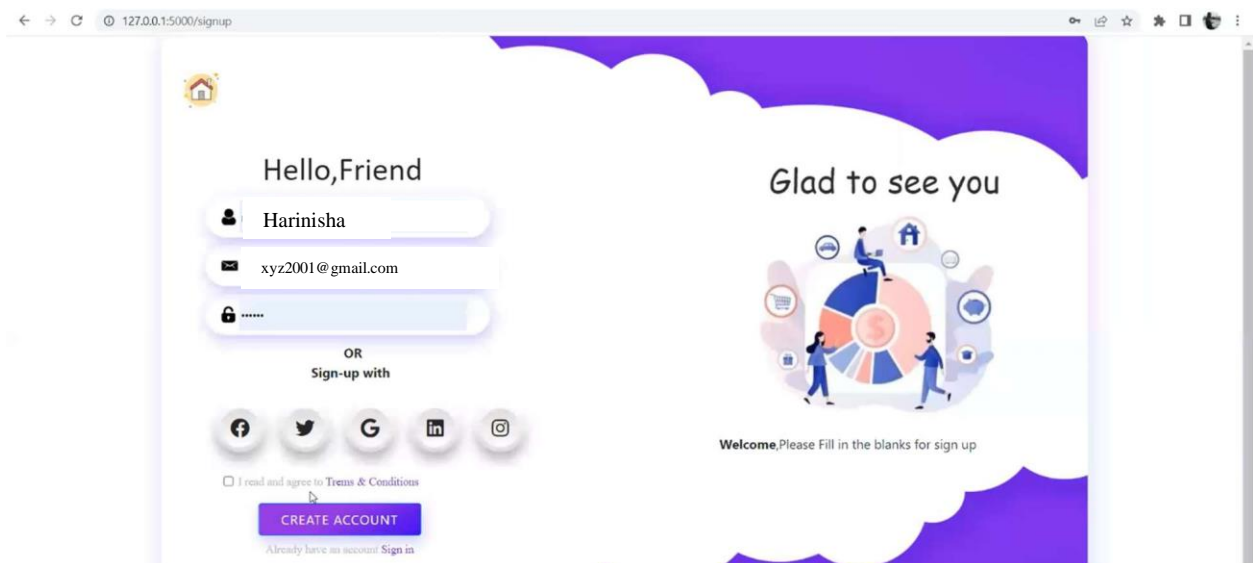 127.0.0.1:5000/signup
Hello,Friend
Harinisha
xyz2001@gmail.com
......
OR
Sign-up with
I read and agree to Trems & Conditions
CREATE ACCOUNT
Already have an account Sign in
Glad to see you
Welcome,Please Fill in the blanks for sign up